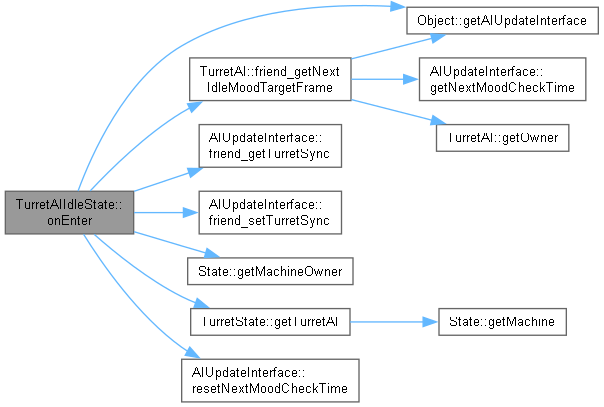 Object::getAIUpdateInterface
TurretAI::friend_getNext
IdleMoodTargetFrame
AIUpdateInterface::
getNextMoodCheckTime
TurretAI::getOwner
AIUpdateInterface::
friend_getTurretSync
TurretAIIdleState::
onEnter
AIUpdateInterface::
friend_setTurretSync
State::getMachineOwner
TurretState::getTurretAI
State::getMachine
AIUpdateInterface::
resetNextMoodCheckTime